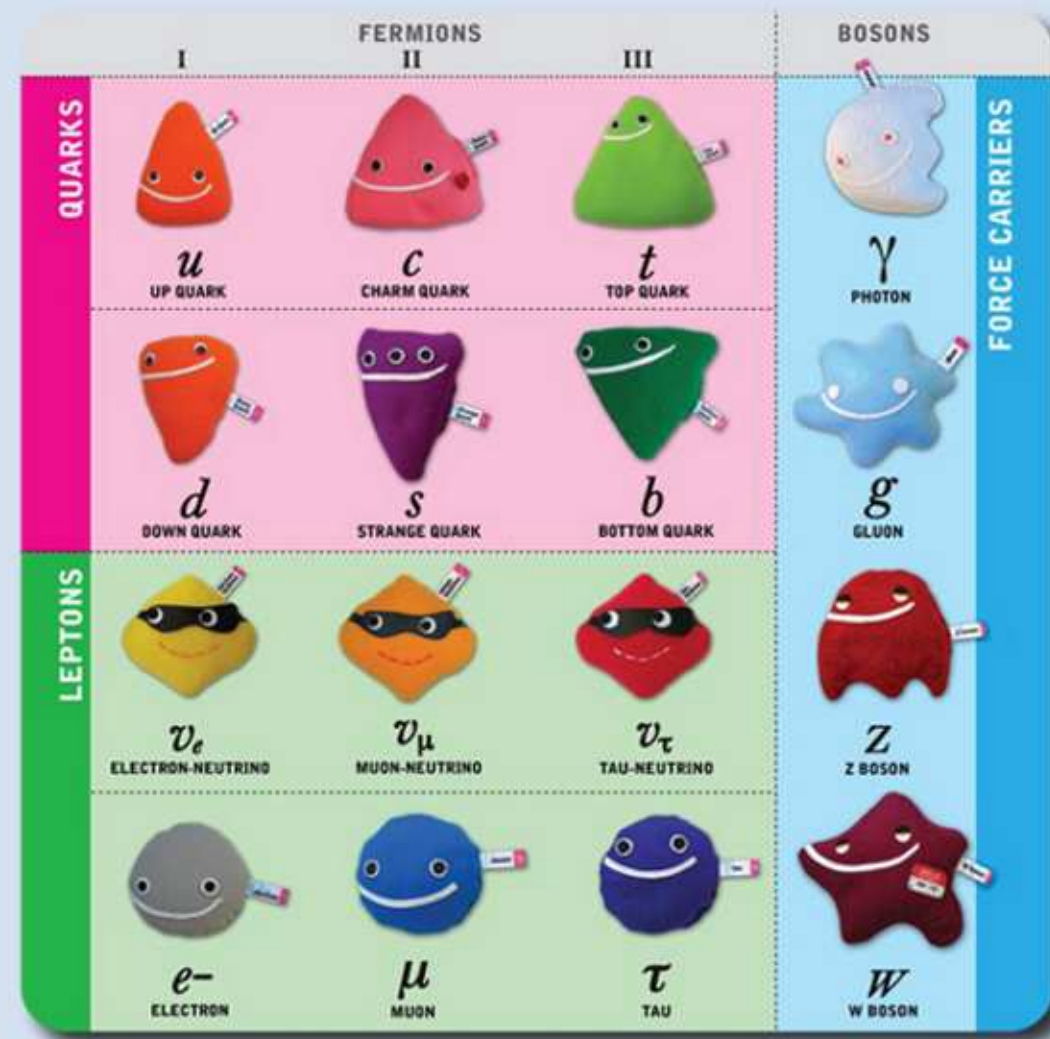 FERMIONS
BOSONS
I
II
III
QUARKS
FORCE CARRIERS
u
c
t
γ
UP QUARK
CHARM QUARK
TOP QUARK
PHOTON
d
s
b
g
DOWN QUARK
STRANGE QUARK
BOTTOM QUARK
GLUON
LEPTONS
νe
νμ
ντ
Z
ELECTRON-NEUTRINO
MUON-NEUTRINO
TAU-NEUTRINO
Z BOSON
e−
μ
τ
W
ELECTRON
MUON
TAU
W BOSON